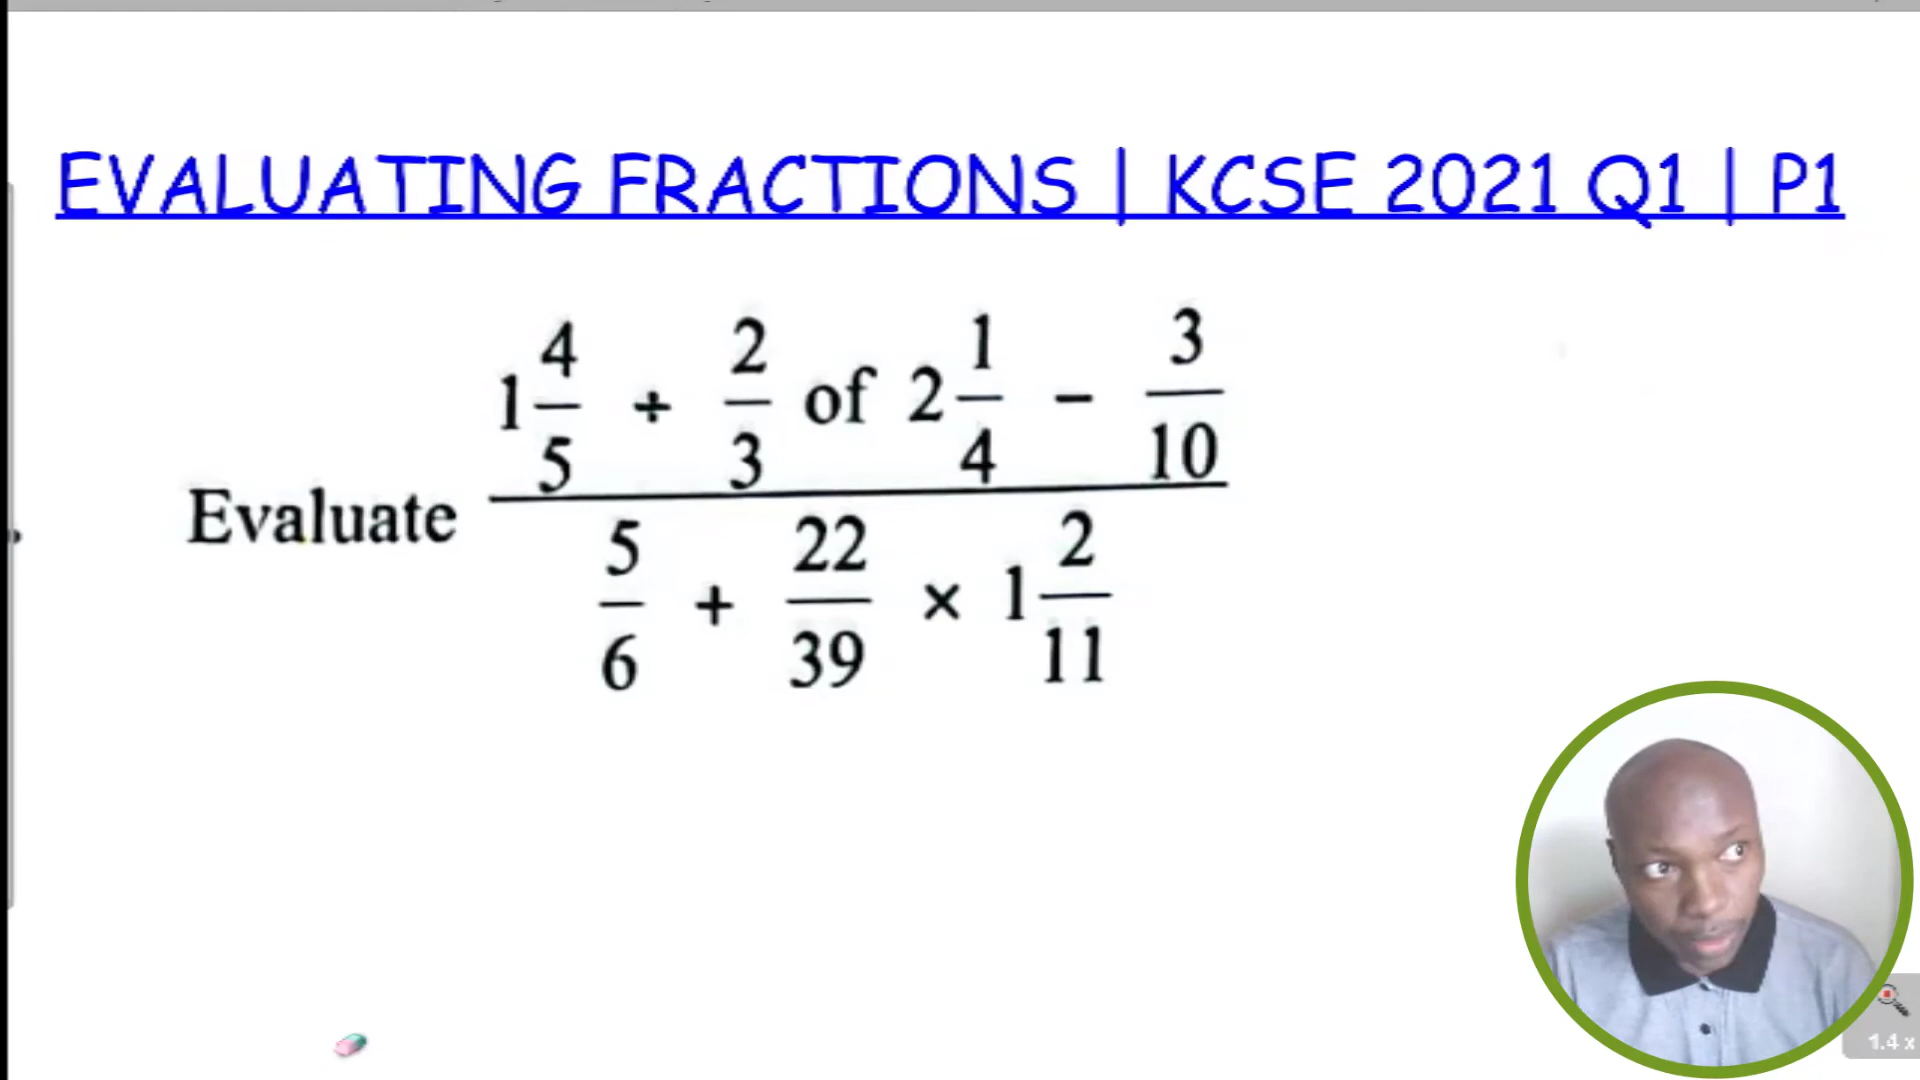 EVALUATING FRACTIONS | KCSE 2021 Q1 | P1
Evaluate
1 4/5 ÷ 2/3 of 2 1/4 − 3/10
5/6 + 22/39 × 1 2/11
1.4 x